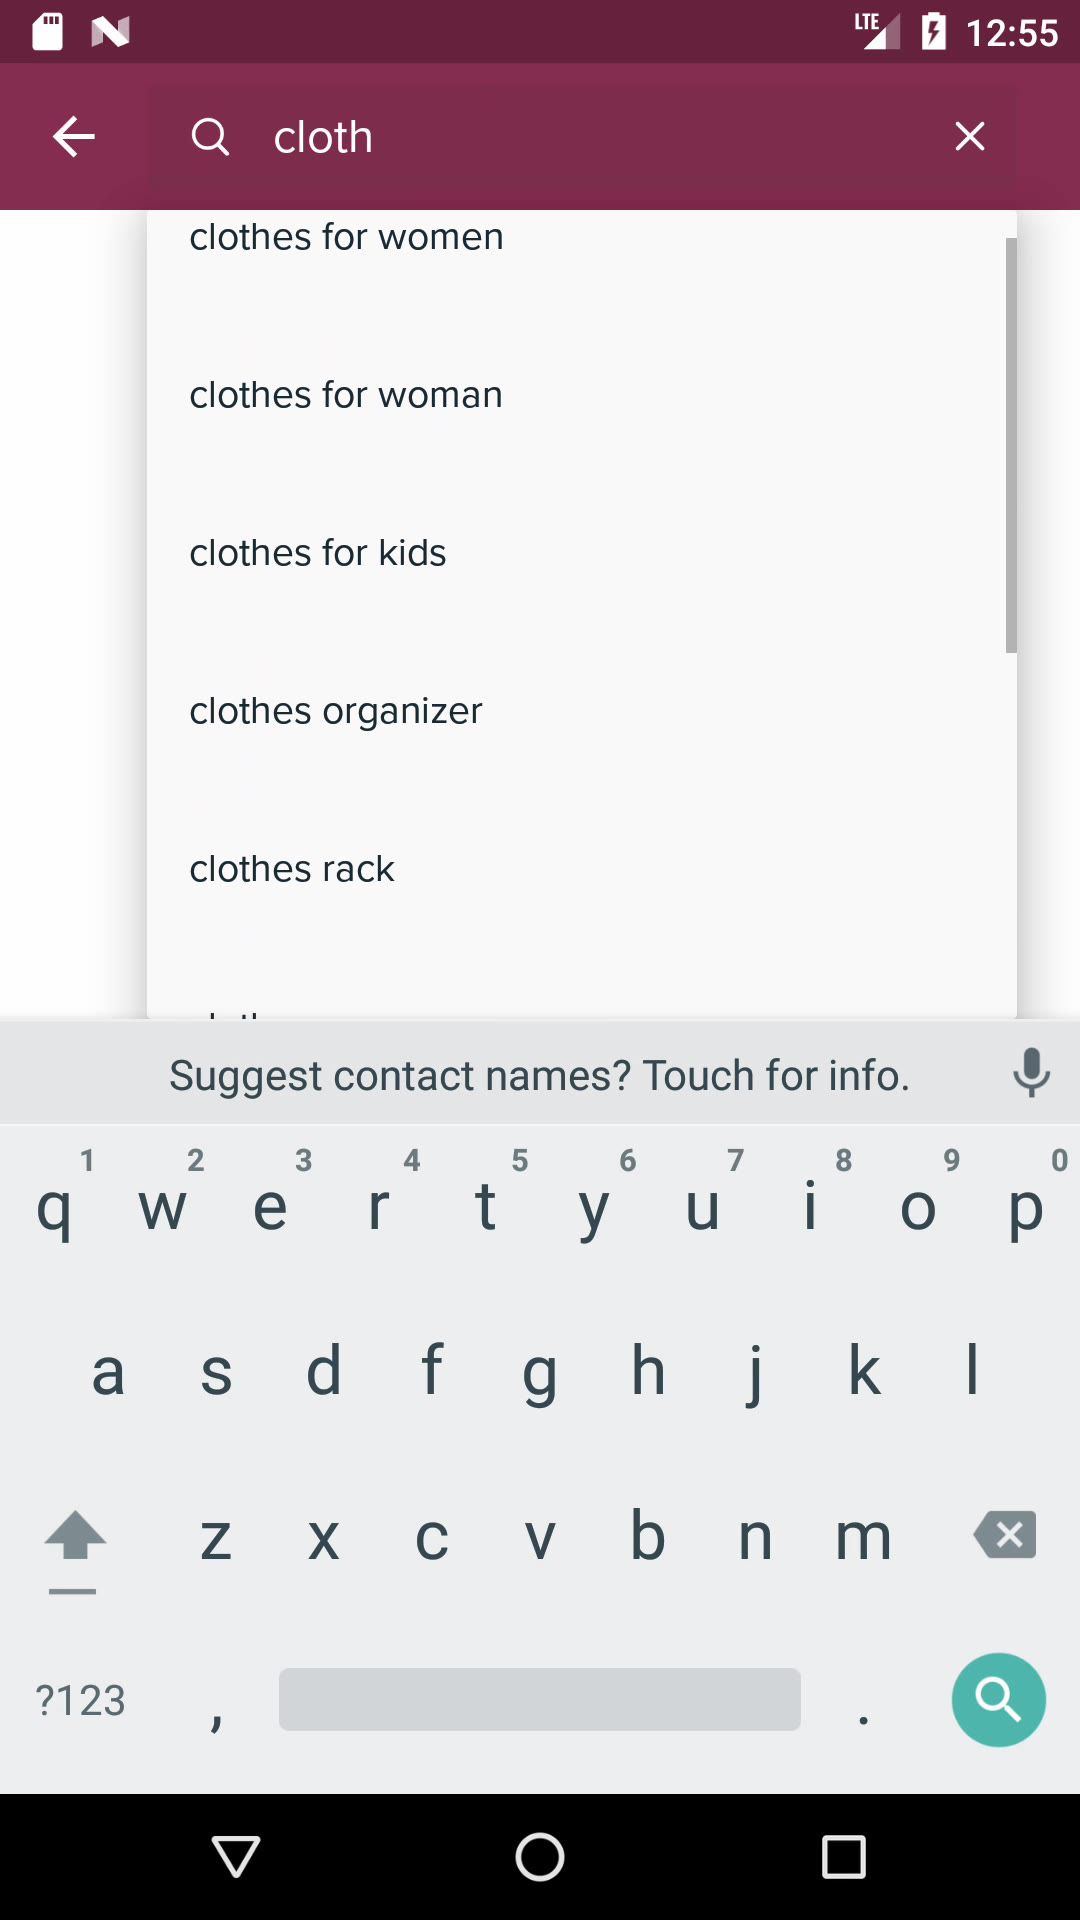 LTE 12:55
cloth
clothes for women
clothes for woman
clothes for kids
clothes organizer
clothes rack
Suggest contact names? Touch for info.
1 2 3 4 5 6 7 8 9 0
q w e r t y u i o p
a s d f g h j k l
z x c v b n m
?123 , .